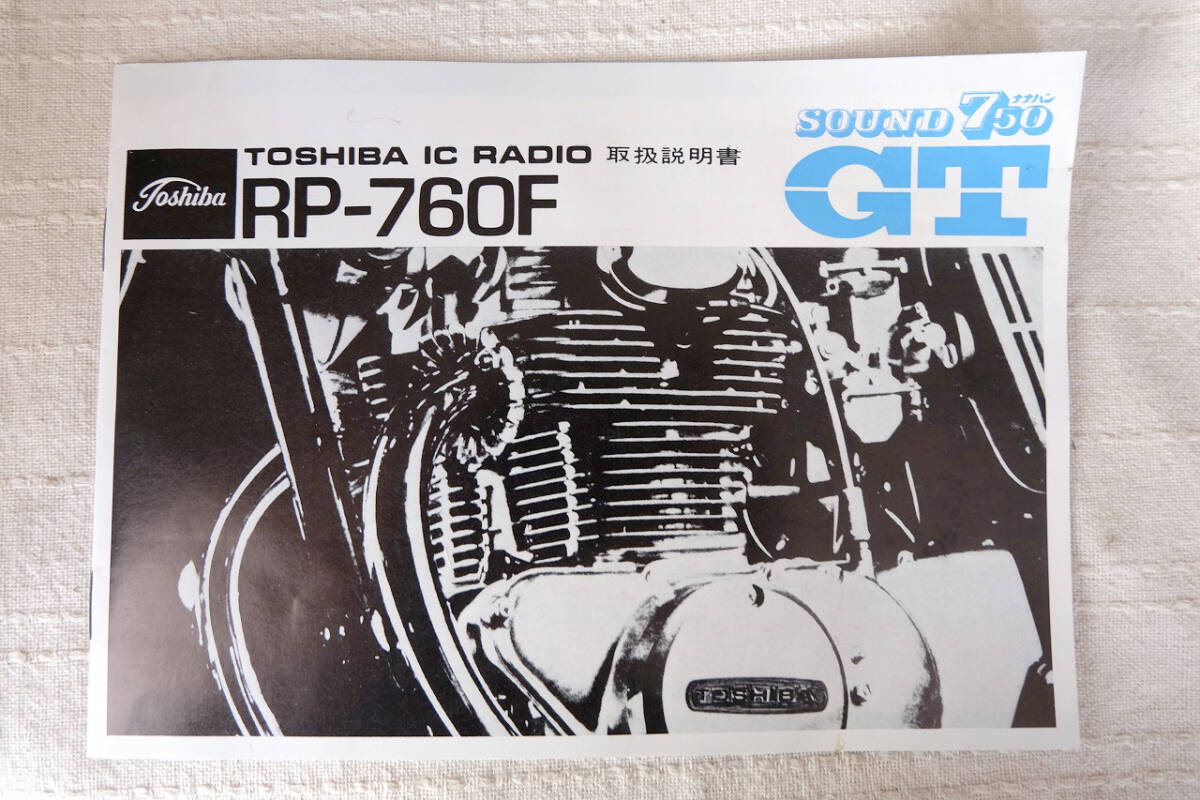 ナナハン
SOUND 750
GT
TOSHIBA IC RADIO 取扱説明書
Toshiba
RP-760F
TOSHIBA